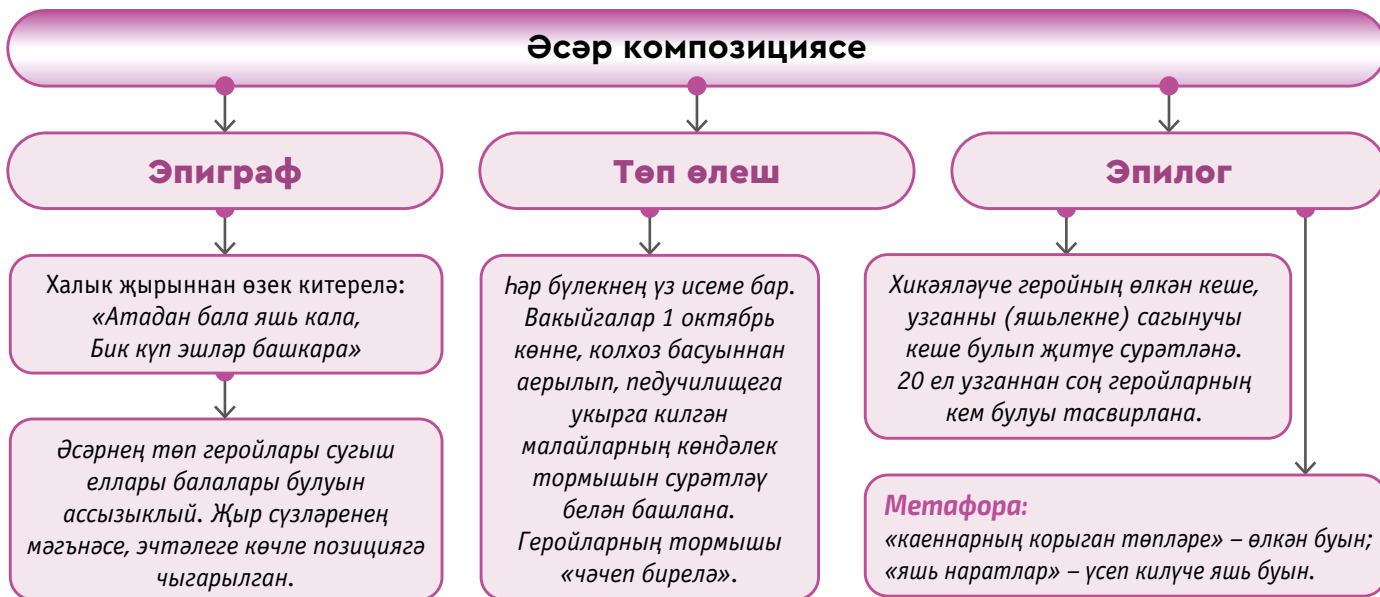 Әсәр композициясе
Эпиграф
Халык җырыннан өзек китерелә:
«Атадан бала яшь кала,
Бик күп эшләр башкара»
Әсәрнең төп геройлары сугыш
еллары балалары булуын
ассызыклый. Җыр сүзләренең
мәгънәсе, эчтәлеге көчле позициягә
чыгарылган.
Төп өлеш
Һәр бүлекнең үз исеме бар.
Вакыйгалар 1 октябрь
көнне, колхоз басуыннан
аерылып, педучилищега
укырга килгән
малайларның көндәлек
тормышын сурәтләү
белән башлана.
Геройларның тормышы
«чәчеп бирелә».
Эпилог
Хикәяләүче геройның өлкән кеше,
узганны (яшьлекне) сагынучы
кеше булып җитүе сурәтләнә.
20 ел узганнан соң геройларның
кем булуы тасвирлана.
Метафора:
«каеннарның корыган төпләре» – өлкән буын;
«яшь наратлар» – үсеп килүче яшь буын.